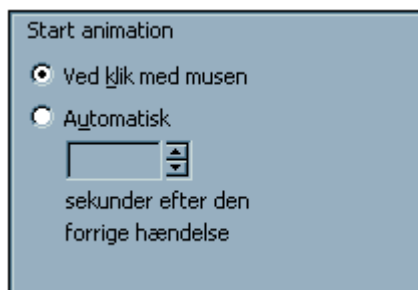 Start animation
Ved klik med musen
Automatisk
sekunder efter den
forrige hændelse